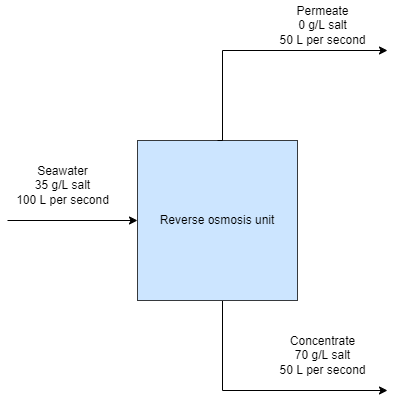 Permeate
0 g/L salt
50 L per second
Seawater
35 g/L salt
100 L per second
Reverse osmosis unit
Concentrate
70 g/L salt
50 L per second